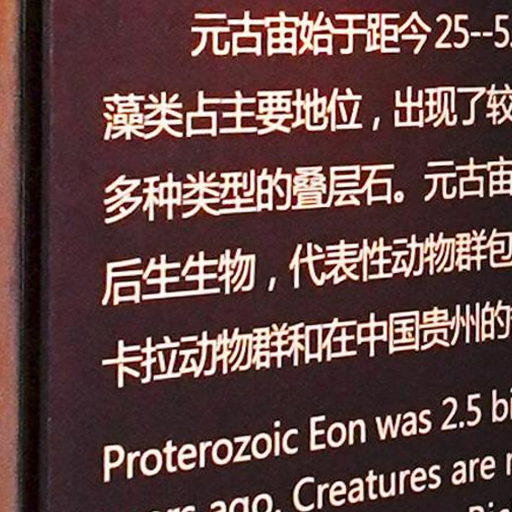 元古宙始于距今25--5
藻类占主要地位，出现了较
多种类型的叠层石。元古宙
后生生物，代表性动物群包
卡拉动物群和在中国贵州的
Proterozoic Eon was 2.5 bi
ago. Creatures are